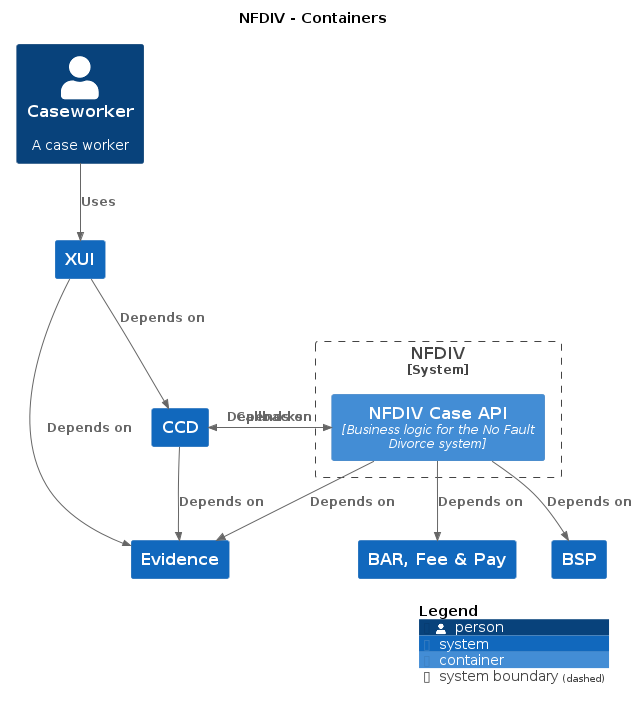 NFDIV - Containers
Caseworker
A case worker
Uses
XUI
Depends on
NFDIV
[System]
NFDIV Case API
[Business logic for the No Fault
Divorce system]
Depends on
CCD
Depends on
Depends on
Depends on
Depends on
Depends on
Evidence
BAR, Fee & Pay
BSP
Legend
person
system
container
system boundary (dashed)